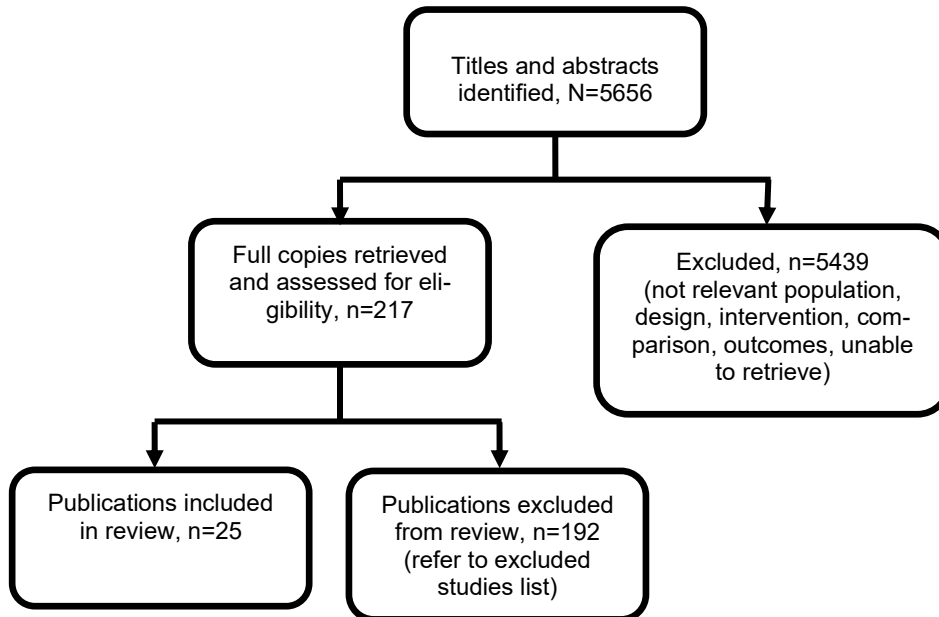 Titles and abstracts
identified, N=5656
Full copies retrieved
and assessed for eli-
gibility, n=217
Excluded, n=5439
(not relevant population,
design, intervention, com-
parison, outcomes, unable
to retrieve)
Publications included
in review, n=25
Publications excluded
from review, n=192
(refer to excluded
studies list)